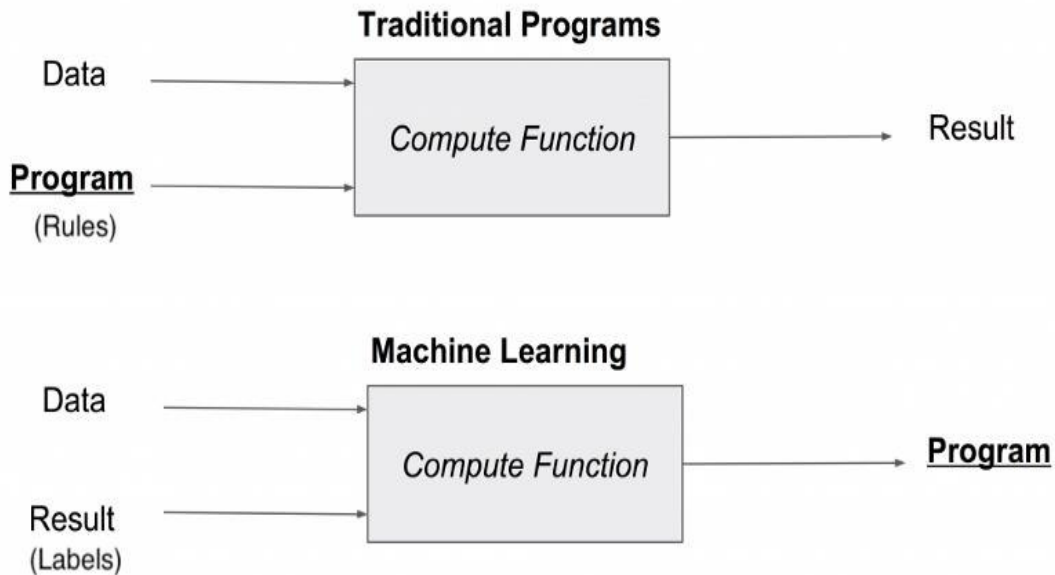 Traditional Programs
Data
Compute Function
Result
Program
(Rules)
Machine Learning
Data
Compute Function
Program
Result
(Labels)